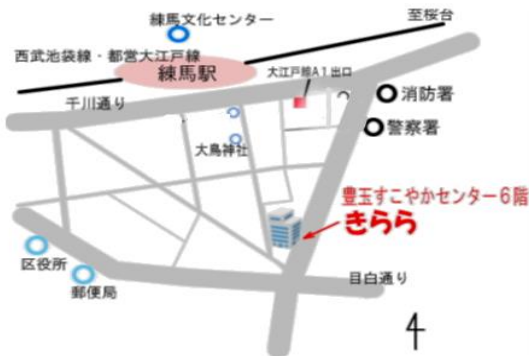 練馬文化センター
至桜台
西武池袋線・都営大江戸線
練馬駅
大江戸線A1出口
千川通り
消防署
警察署
大鳥神社
豊玉すこやかセンター6階
きらら
区役所
郵便局
目白通り